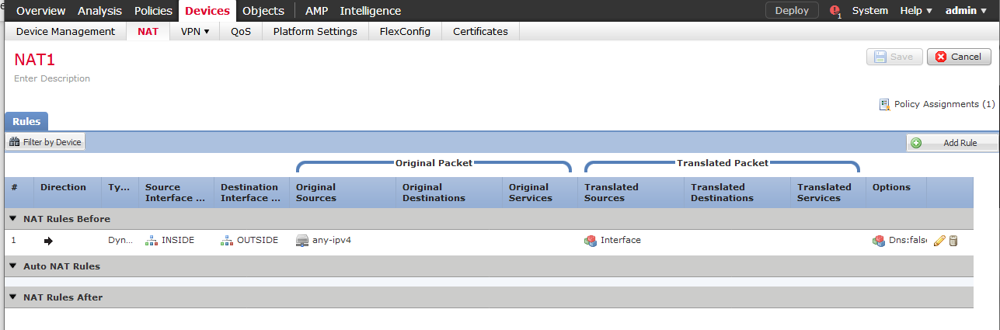 Overview Analysis Policies Devices Objects AMP Intelligence Deploy 1 System Help admin
Device Management NAT VPN QoS Platform Settings FlexConfig Certificates
NAT1 Save Cancel
Enter Description
Policy Assignments (1)
Rules
Filter by Device Add Rule
Original Packet Translated Packet
# Direction Ty... Source Interface ... Destination Interface ... Original Sources Original Destinations Original Services Translated Sources Translated Destinations Translated Services Options
NAT Rules Before
1 Dyn... INSIDE OUTSIDE any-ipv4 Interface Dns:false
Auto NAT Rules
NAT Rules After